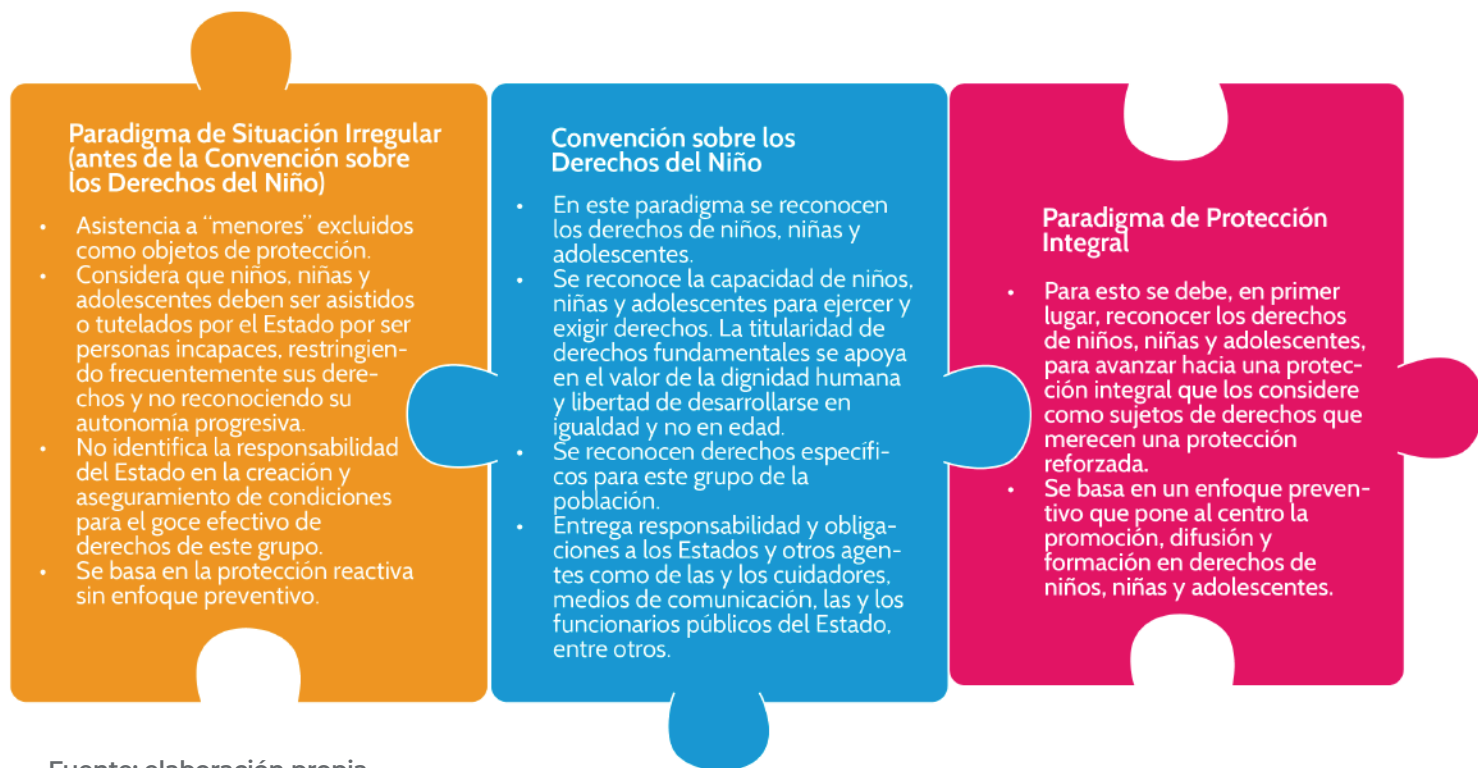 Paradigma de Situación Irregular
(antes de la Convención sobre
los Derechos del Niño)
• Asistencia a “menores” excluidos
como objetos de protección.
• Considera que niños, niñas y
adolescentes deben ser asistidos
o tutelados por el Estado por ser
personas incapaces, restringien-
do frecuentemente sus dere-
chos y no reconociendo su
autonomía progresiva.
• No identifica la responsabilidad
del Estado en la creación y
aseguramiento de condiciones
para el goce efectivo de
derechos de este grupo.
• Se basa en la protección reactiva
sin enfoque preventivo.
Convención sobre los
Derechos del Niño
• En este paradigma se reconocen
los derechos de niños, niñas y
adolescentes.
• Se reconoce la capacidad de niños,
niñas y adolescentes para ejercer y
exigir derechos. La titularidad de
derechos fundamentales se apoya
en el valor de la dignidad humana
y libertad de desarrollarse en
igualdad y no en edad.
• Se reconocen derechos específi-
cos para este grupo de la
población.
• Entrega responsabilidad y obliga-
ciones a los Estados y otros agen-
tes como de las y los cuidadores,
medios de comunicación, las y los
funcionarios públicos del Estado,
entre otros.
Paradigma de Protección
Integral
• Para esto se debe, en primer
lugar, reconocer los derechos
de niños, niñas y adolescentes,
para avanzar hacia una protec-
ción integral que los considere
como sujetos de derechos que
merecen una protección
reforzada.
• Se basa en un enfoque preven-
tivo que pone al centro la
promoción, difusión y
formación en derechos de
niños, niñas y adolescentes.
Fuente: elaboración propia